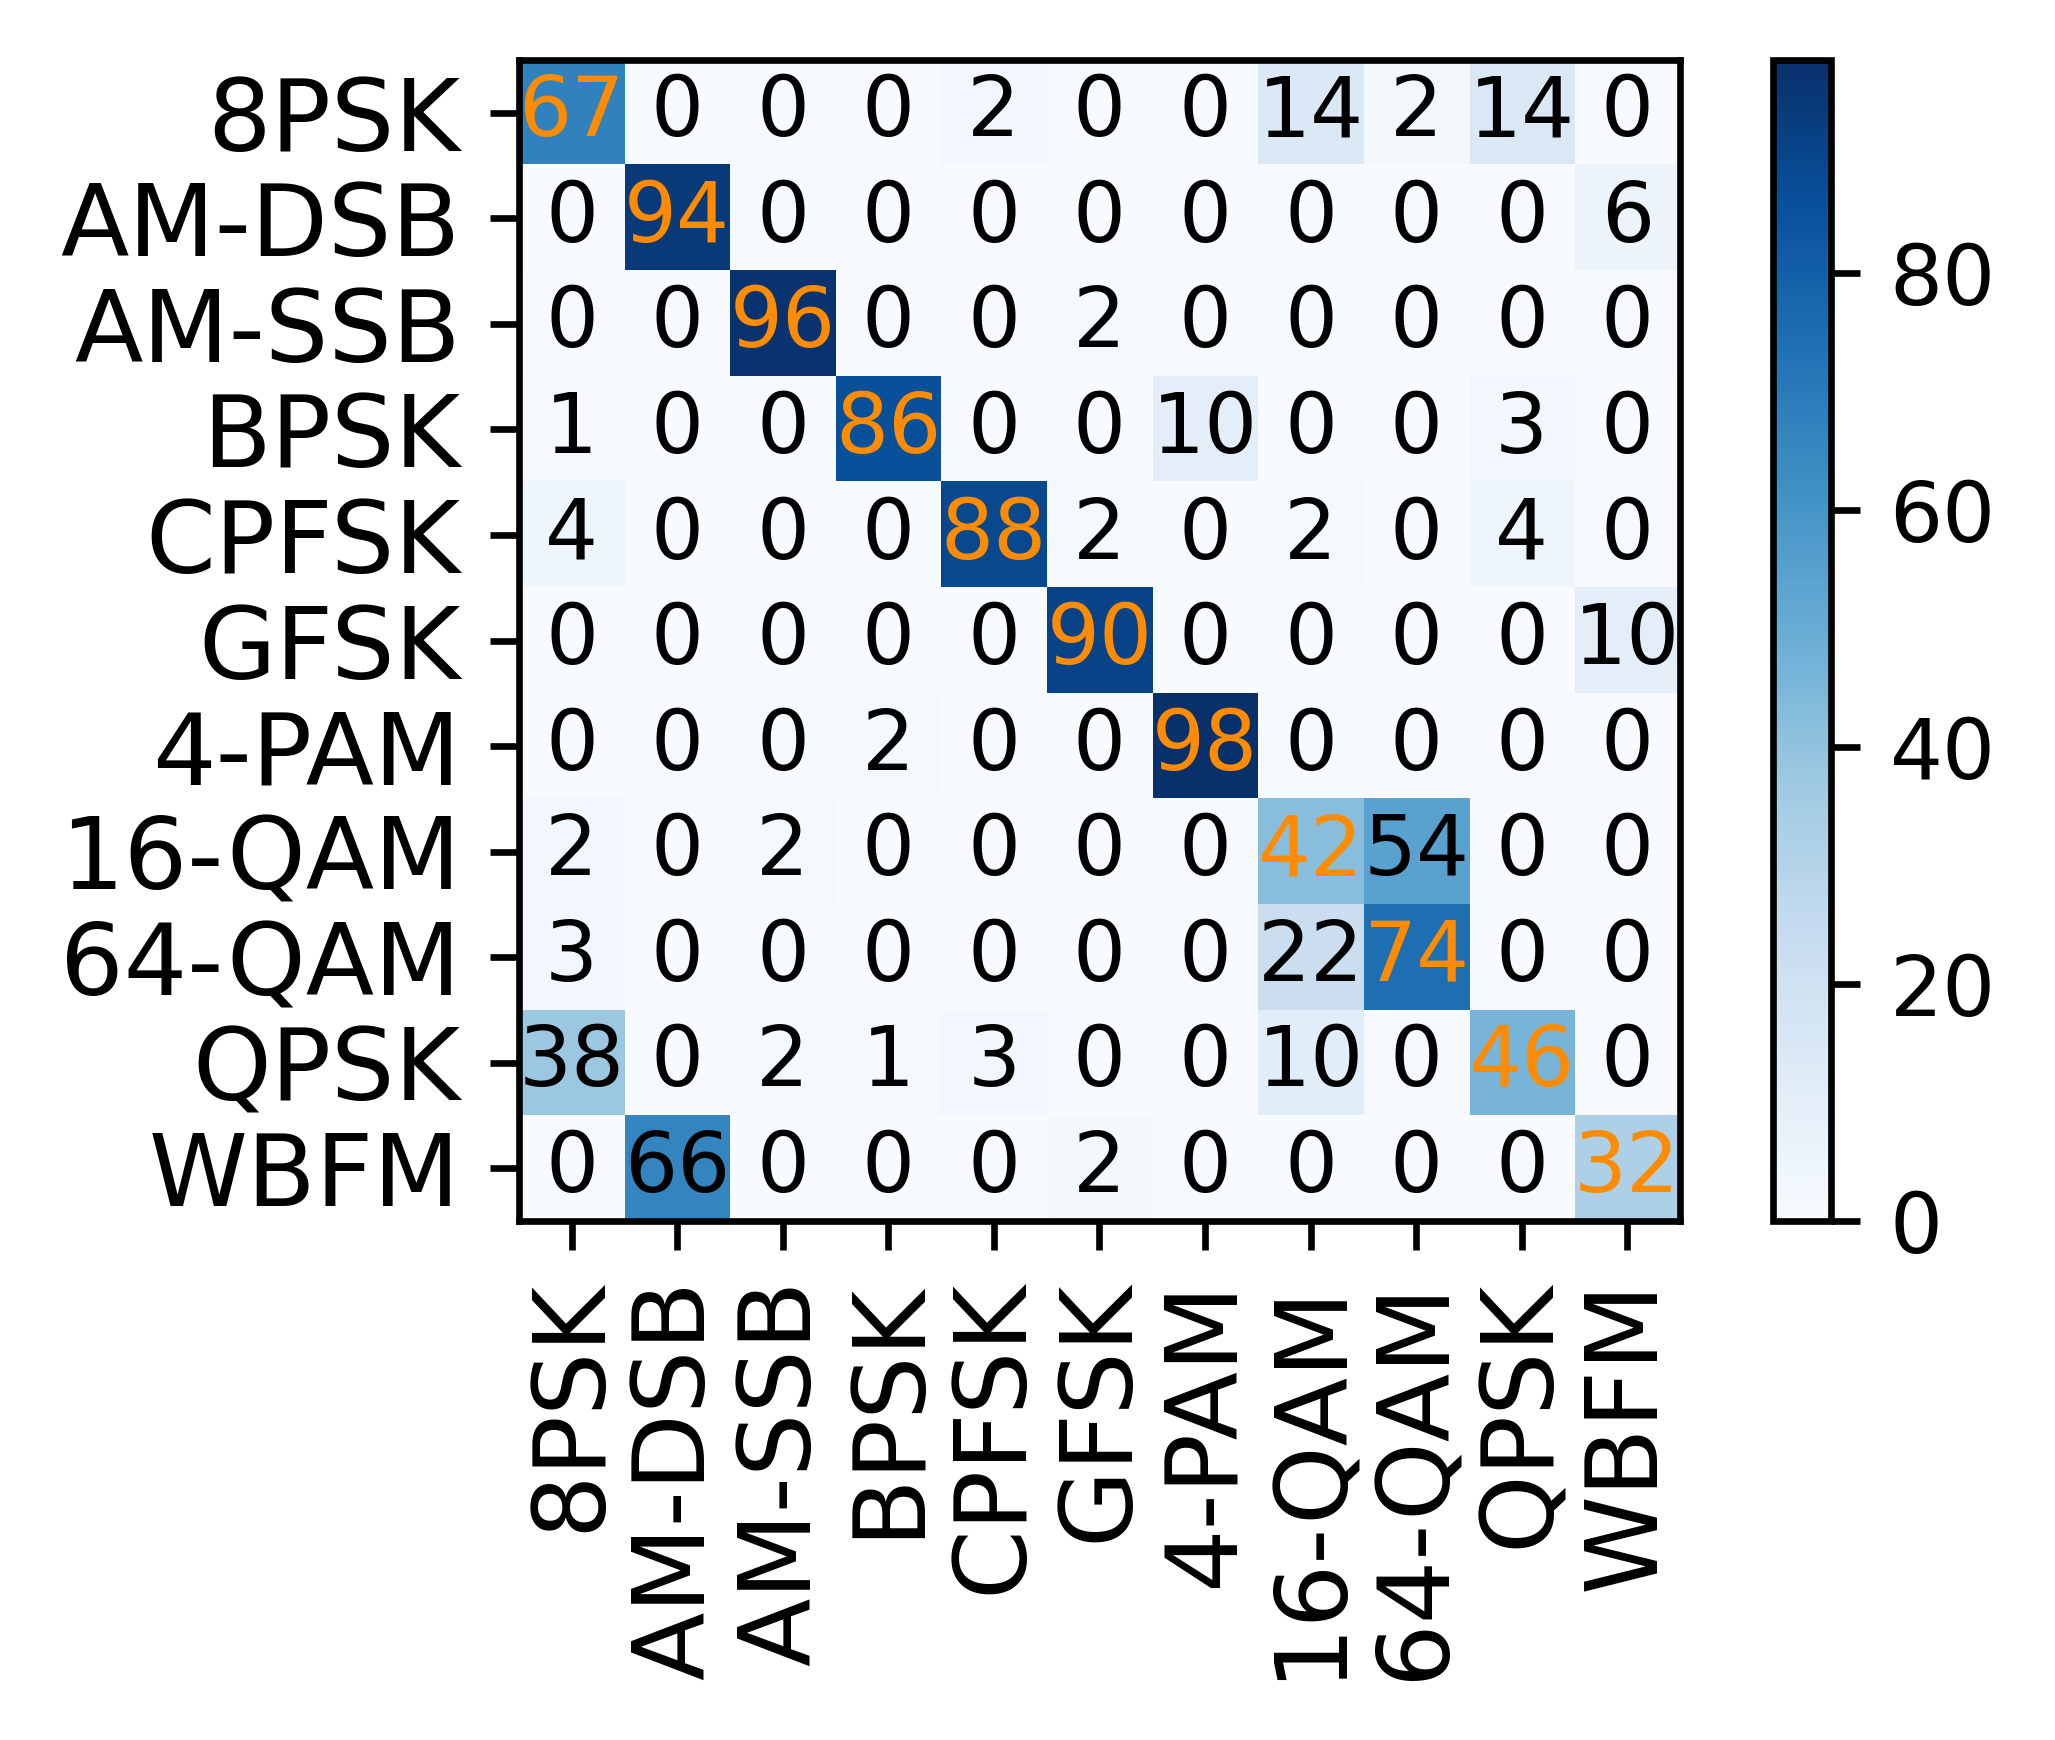 8PSK 67 0 0 0 2 0 0 14 2 14 0
AM-DSB 0 94 0 0 0 0 0 0 0 0 6
AM-SSB 0 0 96 0 0 2 0 0 0 0 0
BPSK 1 0 0 86 0 0 10 0 0 3 0
CPFSK 4 0 0 0 88 2 0 2 0 4 0
GFSK 0 0 0 0 0 90 0 0 0 0 10
4-PAM 0 0 0 2 0 0 98 0 0 0 0
16-QAM 2 0 2 0 0 0 0 42 54 0 0
64-QAM 3 0 0 0 0 0 0 22 74 0 0
QPSK 38 0 2 1 3 0 0 10 0 46 0
WBFM 0 66 0 0 0 2 0 0 0 0 32
8PSK
AM-DSB
AM-SSB
BPSK
CPFSK
GFSK
4-PAM
16-QAM
64-QAM
QPSK
WBFM
80
60
40
20
0